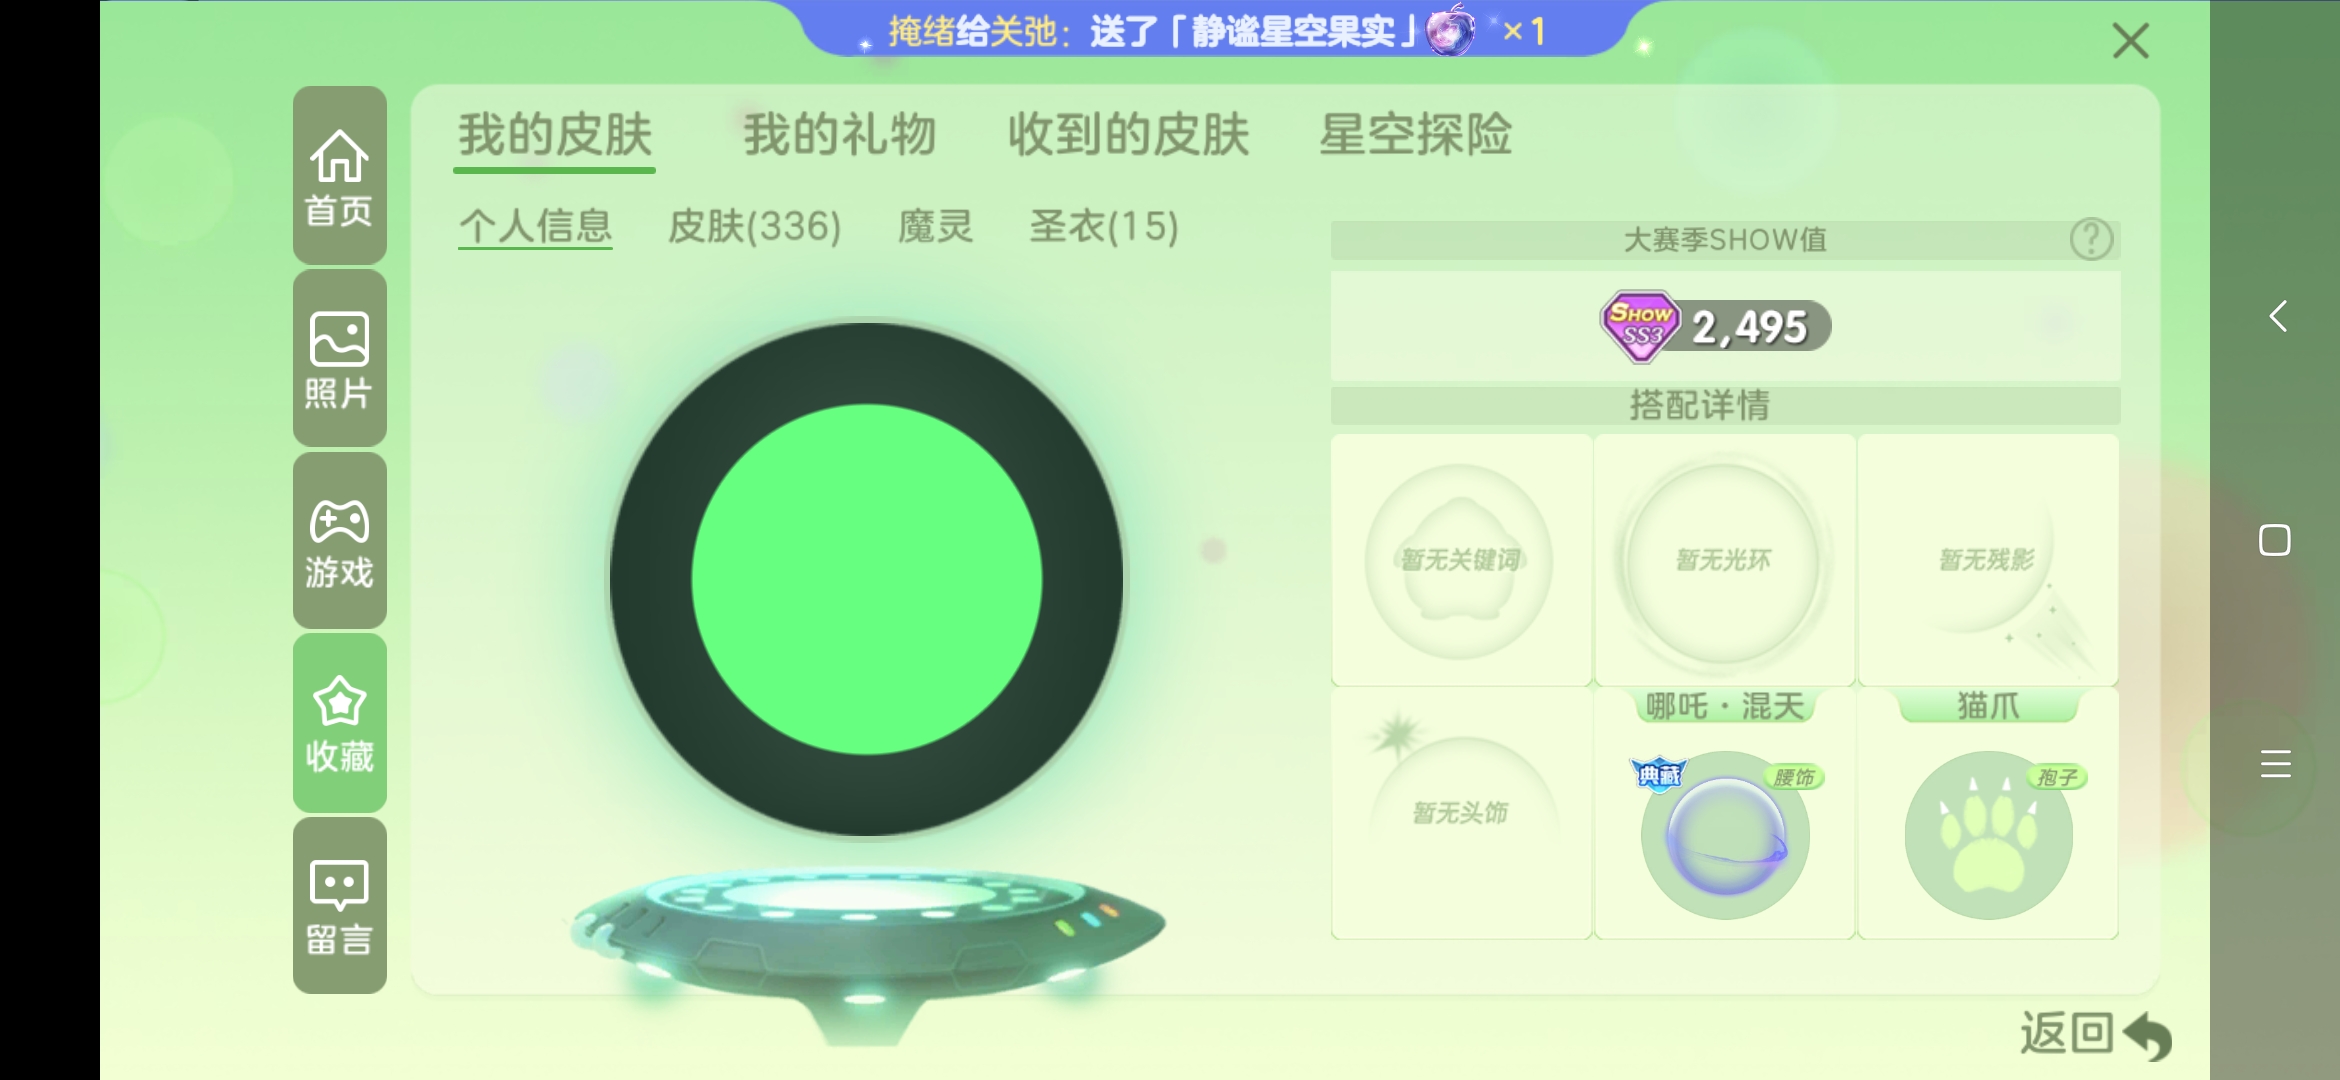 掩绪给关弛：送了「静谧星空果实」×1
首页
照片
游戏
收藏
留言
我的皮肤 我的礼物 收到的皮肤 星空探险
个人信息 皮肤(336) 魔灵 圣衣(15)
大赛季SHOW值
?
SHOW
SS3
2,495
搭配详情
暂无关键词
暂无光环
暂无残影
暂无头饰
哪吒·混天
典藏
腰饰
猫爪
孢子
返回